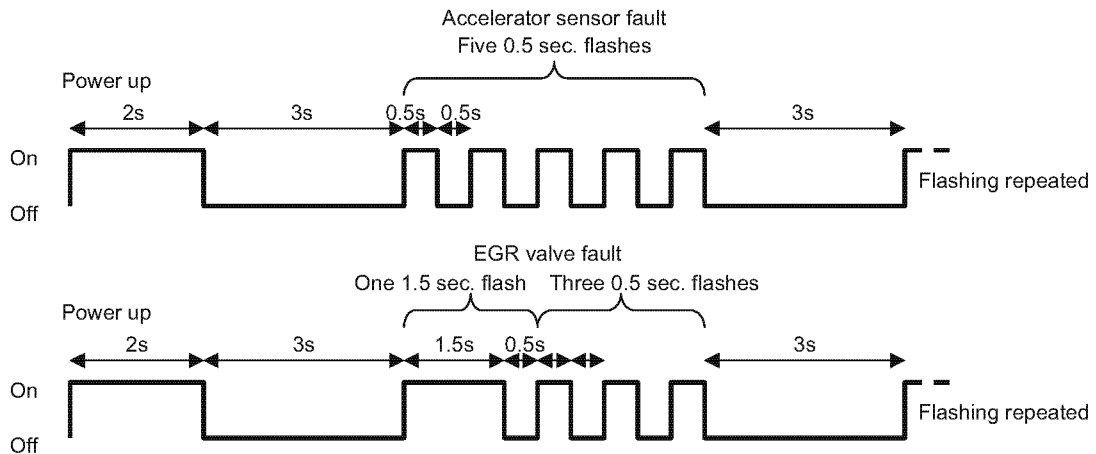 Accelerator sensor fault
Five 0.5 sec. flashes
Power up
2s
3s
0.5s
0.5s
3s
On
Off
Flashing repeated
EGR valve fault
One 1.5 sec. flash
Three 0.5 sec. flashes
Power up
2s
3s
1.5s
0.5s
3s
On
Off
Flashing repeated